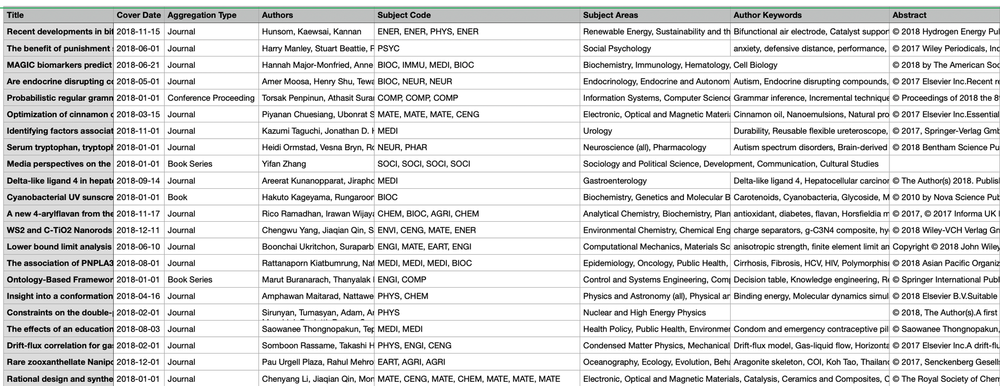 Title Cover Date Aggregation Type Authors Subject Code Subject Areas Author Keywords Abstract
Recent developments in bif 2018-11-15 Journal Hunsom, Kaewsai, Kannan ENER, ENER, PHYS, ENER Renewable Energy, Sustainability and th Bifunctional air electrode, Catalyst support © 2018 Hydrogen Energy Pul
The benefit of punishment 2018-06-01 Journal Harry Manley, Stuart Beattie, PSYC Social Psychology anxiety, defensive distance, performance, © 2017 Wiley Periodicals, Inc
MAGIC biomarkers predict 2018-06-21 Journal Hannah Major-Monfried, Anne BIOC, IMMU, MEDI, BIOC Biochemistry, Immunology, Hematology, Cell Biology © 2018 by The American Soc
Are endocrine disrupting co 2018-05-01 Journal Amer Moosa, Henry Shu, Tewa BIOC, NEUR, NEUR Endocrinology, Endocrine and Autonom Autism, Endocrine disrupting compounds, © 2017 Elsevier Inc.Recent re
Probabilistic regular gramn 2018-01-01 Conference Proceeding Torsak Penpinun, Athasit Surar COMP, COMP, COMP Information Systems, Computer Science Grammar inference, Incremental technique © Proceedings of 2018 the 8
Optimization of cinnamon c 2018-03-15 Journal Piyanan Chuesiang, Ubonrat S MATE, MATE, MATE, CENG Electronic, Optical and Magnetic Materia Cinnamon oil, Nanoemulsions, Natural pro © 2017 Elsevier Inc.Essential
Identifying factors associat 2018-11-01 Journal Kazumi Taguchi, Jonathan D. H MEDI Urology Durability, Reusable flexible ureteroscope, © 2017, Springer-Verlag Gmb
Serum tryptophan, tryptoph 2018-01-01 Journal Heidi Ormstad, Vesna Bryn, Ro NEUR, PHAR Neuroscience (all), Pharmacology Autism spectrum disorders, Brain-derived © 2018 Bentham Science Pu
Media perspectives on the 2018-01-01 Book Series Yifan Zhang SOCI, SOCI, SOCI, SOCI Sociology and Political Science, Development, Communication, Cultural Studies
Delta-like ligand 4 in hepato 2018-09-14 Journal Areerat Kunanopparat, Jirapho MEDI Gastroenterology Delta-like ligand 4, Hepatocellular carcinor © The Author(s) 2018. Publish
Cyanobacterial UV sunscre 2018-01-01 Book Hakuto Kageyama, Rungaroon BIOC Biochemistry, Genetics and Molecular B Carotenoids, Cyanobacteria, Glycoside, M © 2010 by Nova Science Pub
A new 4-arylflavan from the 2018-11-17 Journal Rico Ramadhan, Irawan Wijaya CHEM, BIOC, AGRI, CHEM Analytical Chemistry, Biochemistry, Plan antioxidant, diabetes, flavan, Horsfieldia m © 2017, © 2017 Informa UK
WS2 and C-TiO2 Nanorods 2018-12-11 Journal Chengwu Yang, Jiaqian Qin, S ENVI, CENG, MATE, ENER Environmental Chemistry, Chemical Eng charge separators, g-C3N4 composite, hy © 2018 Wiley-VCH Verlag Gm
Lower bound limit analysis 2018-06-10 Journal Boonchai Ukritchon, Suraparb ENGI, MATE, EART, ENGI Computational Mechanics, Materials Sc anisotropic strength, finite element limit an Copyright © 2018 John Wiley
The association of PNPLA3 2018-08-01 Journal Rattanaporn Kiatbumrung, Nat MEDI, MEDI, MEDI, BIOC Epidemiology, Oncology, Public Health, Cirrhosis, Fibrosis, HCV, HIV, Polymorphisr © 2018 Asian Pacific Organiz
Ontology-Based Framewor 2018-01-01 Book Series Marut Buranarach, Thanyalak ENGI, COMP Control and Systems Engineering, Comp Decision table, Knowledge engineering, Re © Springer International Publ
Insight into a conformation 2018-04-16 Journal Amphawan Maitarad, Nattawe PHYS, CHEM Physics and Astronomy (all), Physical an Binding energy, Molecular dynamics simul © 2018 Elsevier B.V.Suitable
Constraints on the double- 2018-02-01 Journal Sirunyan, Tumasyan, Adam, Ar PHYS Nuclear and High Energy Physics © 2018, The Author(s).A first
The effects of an education 2018-08-03 Journal Saowanee Thongnopakun, Tep MEDI, MEDI Health Policy, Public Health, Environmer Condom and emergency contraceptive pil © Saowanee Thongnopakun,
Drift-flux correlation for gas 2018-02-01 Journal Somboon Rassame, Takashi H PHYS, ENGI, CENG Condensed Matter Physics, Mechanical Drift-flux model, Gas-liquid flow, Horizonta © 2017 Elsevier Inc.A drift-flu
Rare zooxanthellate Nanipo 2018-12-01 Journal Pau Urgell Plaza, Rahul Mehro EART, AGRI, AGRI Oceanography, Ecology, Evolution, Beha Aragonite skeleton, COI, Koh Tao, Thailand © 2017, Senckenberg Gesells
Rational design and synthe 2018-01-01 Journal Chenyang Li, Jiaqian Qin, Mon MATE, CENG, MATE, CHEM, MATE, MATE, MATE Electronic, Optical and Magnetic Materials, Catalysis, Ceramics and Composites, C © The Royal Society of Chem